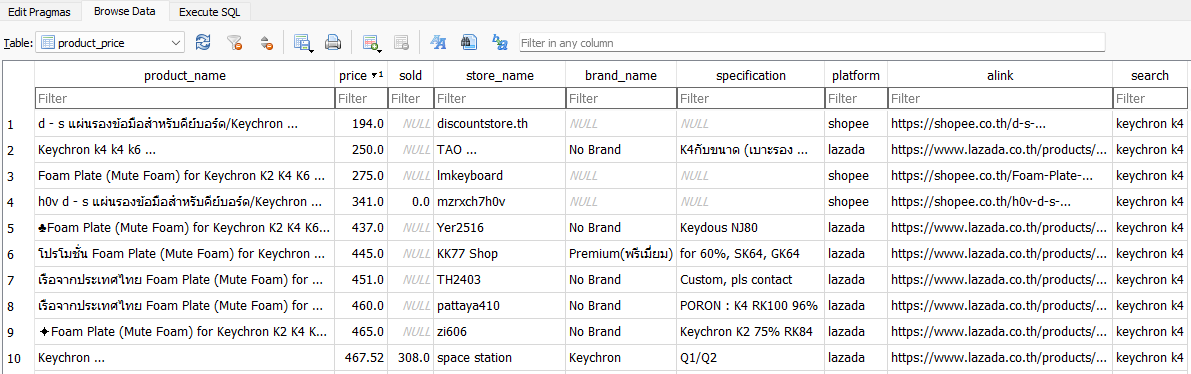 Edit Pragmas Browse Data Execute SQL
Table: product_price Filter in any column
product_name price 1 sold store_name brand_name specification platform alink search
Filter Filter Filter Filter Filter Filter Filter Filter Filter
1 d - s แผ่นรองข้อมือสำหรับคีย์บอร์ด/Keychron ... 194.0 NULL discountstore.th NULL NULL shopee https://shopee.co.th/d-s-... keychron k4
2 Keychron k4 k4 k6 ... 250.0 NULL TAO ... No Brand K4กับขนาด (เบาะรอง ... lazada https://www.lazada.co.th/products/... keychron k4
3 Foam Plate (Mute Foam) for Keychron K2 K4 K6 ... 275.0 NULL lmkeyboard NULL NULL shopee https://shopee.co.th/Foam-Plate-... keychron k4
4 h0v d - s แผ่นรองข้อมือสำหรับคีย์บอร์ด/Keychron ... 341.0 0.0 mzrxch7h0v NULL NULL shopee https://shopee.co.th/h0v-d-s-... keychron k4
5 ♣Foam Plate (Mute Foam) for Keychron K2 K4 K6... 437.0 NULL Yer2516 No Brand Keydous NJ80 lazada https://www.lazada.co.th/products/... keychron k4
6 โปรโมชั่น Foam Plate (Mute Foam) for Keychron ... 445.0 NULL KK77 Shop Premium(พรีเมี่ยม) for 60%, SK64, GK64 lazada https://www.lazada.co.th/products/... keychron k4
7 เรือจากประเทศไทย Foam Plate (Mute Foam) for ... 451.0 NULL TH2403 No Brand Custom, pls contact lazada https://www.lazada.co.th/products/... keychron k4
8 เรือจากประเทศไทย Foam Plate (Mute Foam) for ... 460.0 NULL pattaya410 No Brand PORON : K4 RK100 96% lazada https://www.lazada.co.th/products/... keychron k4
9 ✦Foam Plate (Mute Foam) for Keychron K2 K4 K... 465.0 NULL zi606 No Brand Keychron K2 75% RK84 lazada https://www.lazada.co.th/products/... keychron k4
10 Keychron ... 467.52 308.0 space station Keychron Q1/Q2 lazada https://www.lazada.co.th/products/... keychron k4